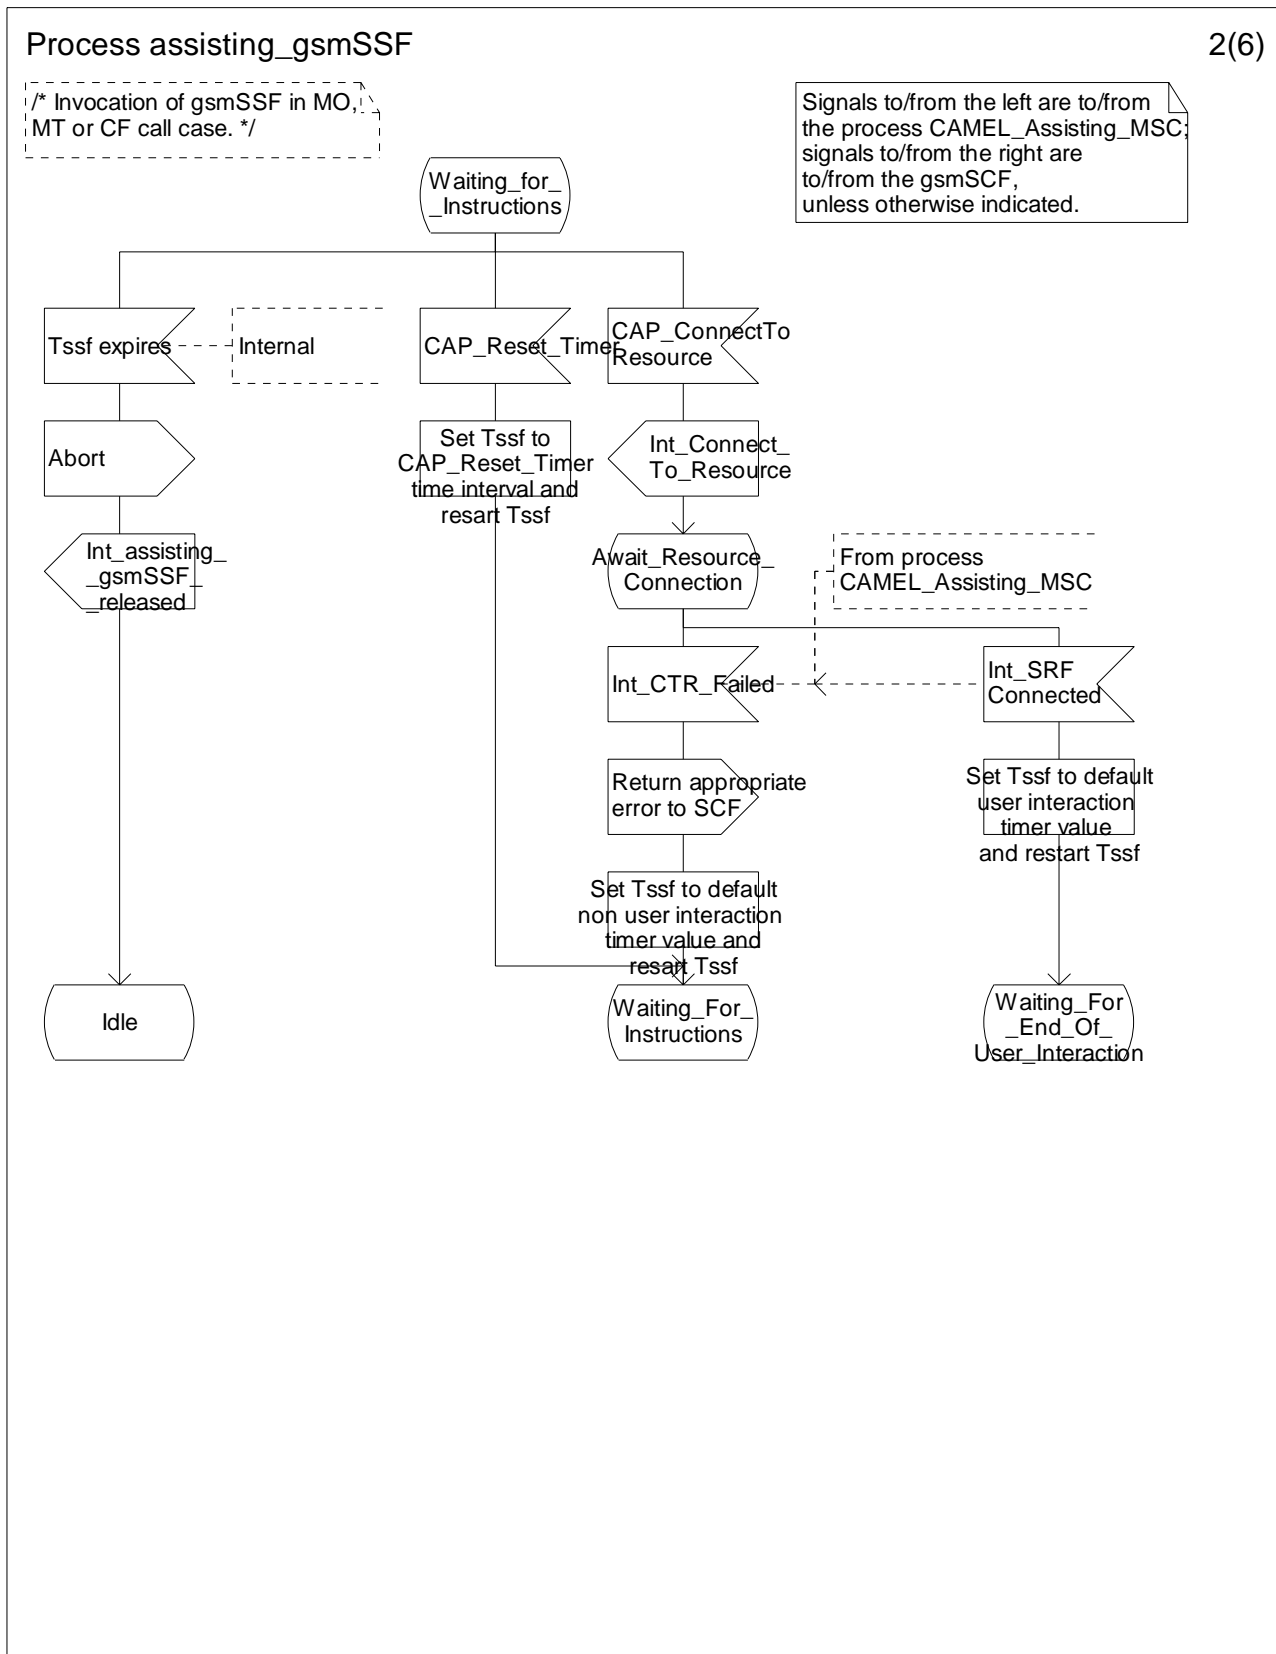 Process assisting_gsmSSF
2(6)
/* Invocation of gsmSSF in MO,
MT or CF call case. */
Signals to/from the left are to/from
the process CAMEL_Assisting_MSC;
signals to/from the right are
to/from the gsmSCF,
unless otherwise indicated.
Waiting_for_
_Instructions
Tssf expires
Internal
CAP_Reset_Timer
CAP_ConnectTo
Resource
Abort
Set Tssf to
CAP_Reset_Timer
time interval and
resart Tssf
Int_Connect_
To_Resource
Int_assisting_
_gsmSSF_
_released
Await_Resource_
Connection
From process
CAMEL_Assisting_MSC
Int_CTR_Failed
Int_SRF
Connected
Return appropriate
error to SCF
Set Tssf to default
user interaction
timer value
and restart Tssf
Set Tssf to default
non user interaction
timer value and
resart Tssf
Idle
Waiting_For_
Instructions
Waiting_For
_End_Of_
User_Interaction